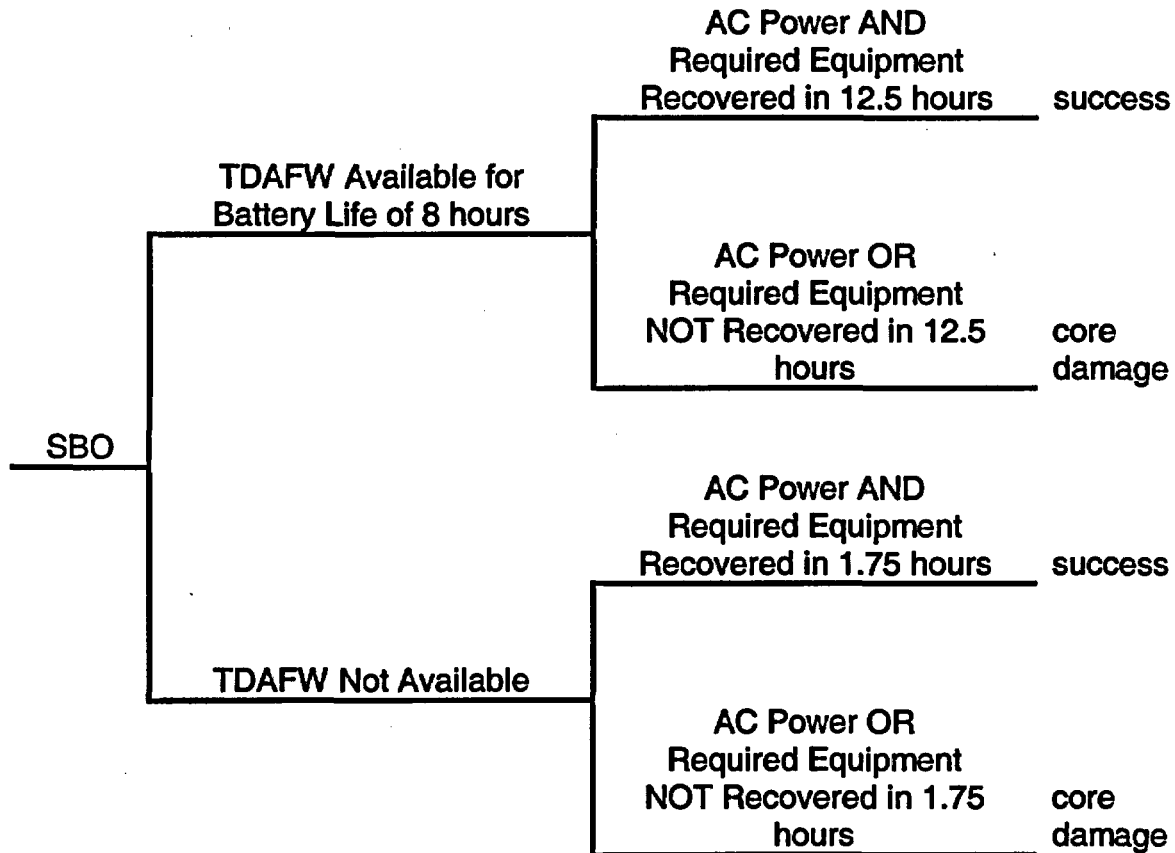 AC Power AND
Required Equipment
Recovered in 12.5 hours
success
TDAFW Available for
Battery Life of 8 hours
AC Power OR
Required Equipment
NOT Recovered in 12.5
hours
core
damage
SBO
AC Power AND
Required Equipment
Recovered in 1.75 hours
success
TDAFW Not Available
AC Power OR
Required Equipment
NOT Recovered in 1.75
hours
core
damage